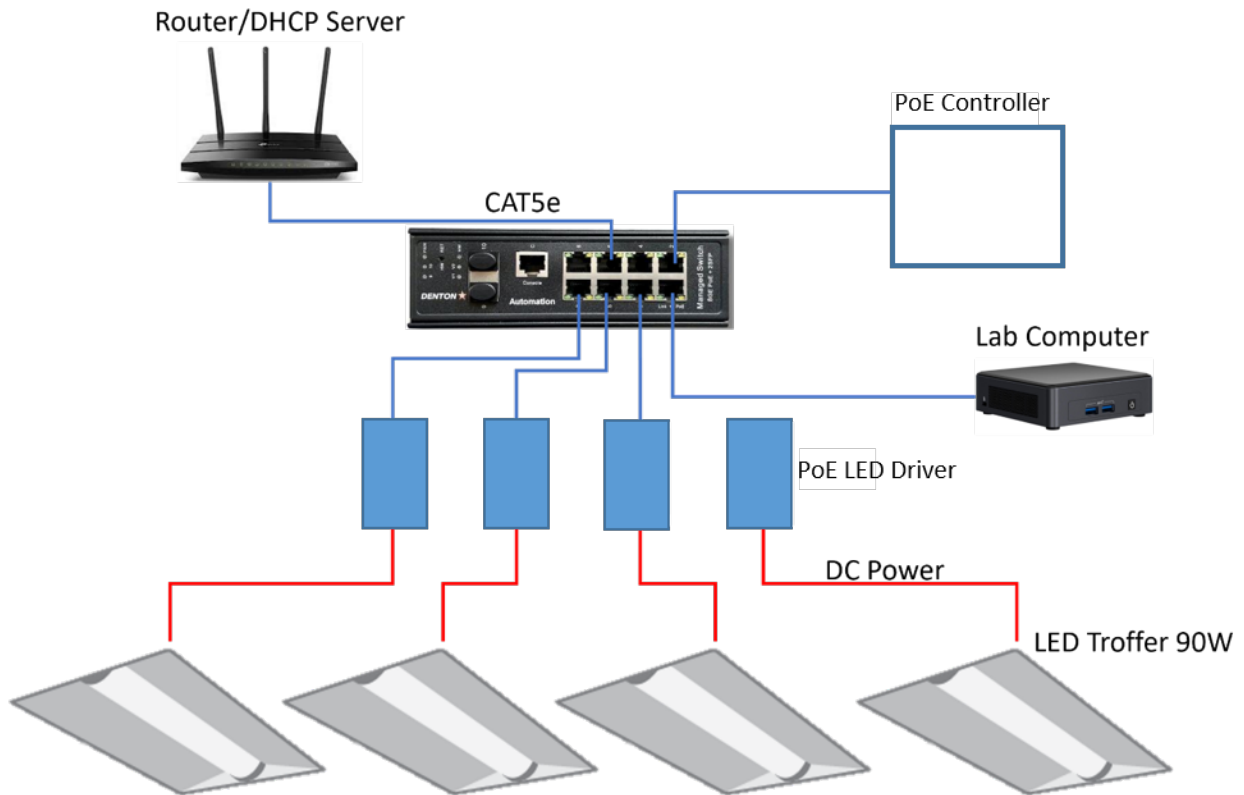 Router/DHCP Server
PoE Controller
CAT5e
DENTON
Console
Automation
Managed Switch
Lab Computer
PoE LED Driver
DC Power
LED Troffer 90W